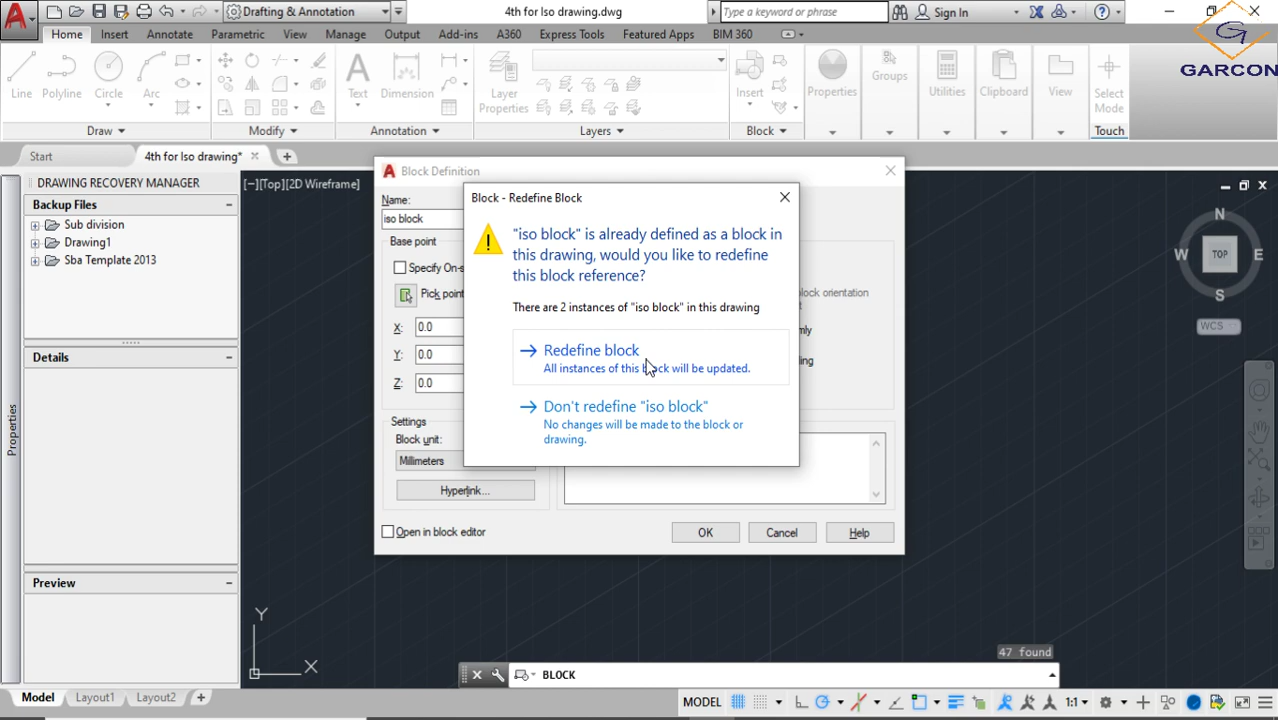 Drafting & Annotation
4th for Iso drawing.dwg
Type a keyword or phrase
Sign In
Home
Insert
Annotate
Parametric
View
Manage
Output
Add-ins
A360
Express Tools
Featured Apps
BIM 360
G
GARCON
Line
Polyline
Circle
Arc
Text
Dimension
Layer
Properties
Insert
Properties
Groups
Utilities
Clipboard
View
Select
Mode
Draw
Modify
Annotation
Layers
Block
Touch
Start
4th for Iso drawing*
DRAWING RECOVERY MANAGER
Backup Files
Sub division
Drawing1
Sba Template 2013
Details
Preview
Properties
[−][Top][2D Wireframe]
Block Definition
Name:
iso block
Base point
Specify On-s
Pick point
X:
0.0
Y:
0.0
Z:
0.0
Settings
Block unit:
Millimeters
Hyperlink...
Open in block editor
OK
Cancel
Help
Block - Redefine Block
"iso block" is already defined as a block in
this drawing, would you like to redefine
this block reference?
There are 2 instances of "iso block" in this drawing
Redefine block
All instances of this block will be updated.
Don't redefine "iso block"
No changes will be made to the block or
drawing.
N
W
TOP
E
S
WCS
Y
X
47 found
BLOCK
Model
Layout1
Layout2
MODEL
1:1